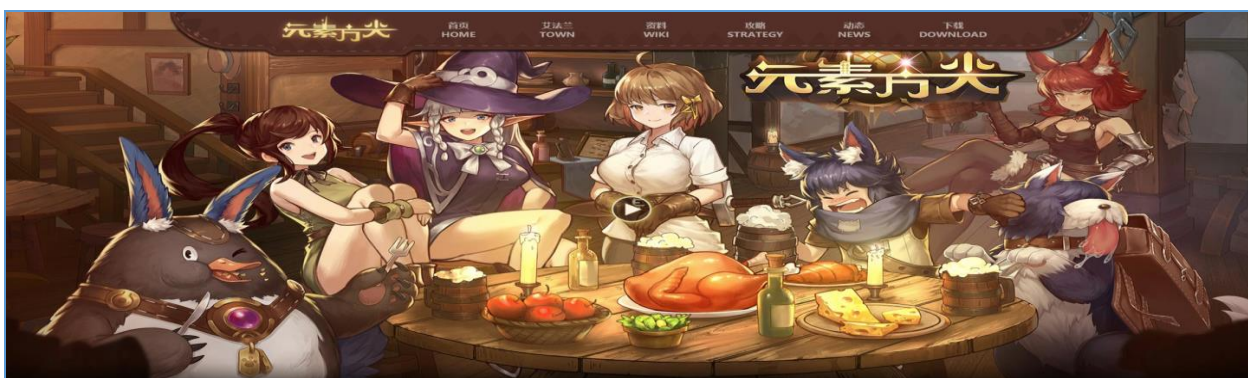 元素方尖
首页
HOME
艾法兰
TOWN
资料
WIKI
攻略
STRATEGY
动态
NEWS
下载
DOWNLOAD
元素方尖